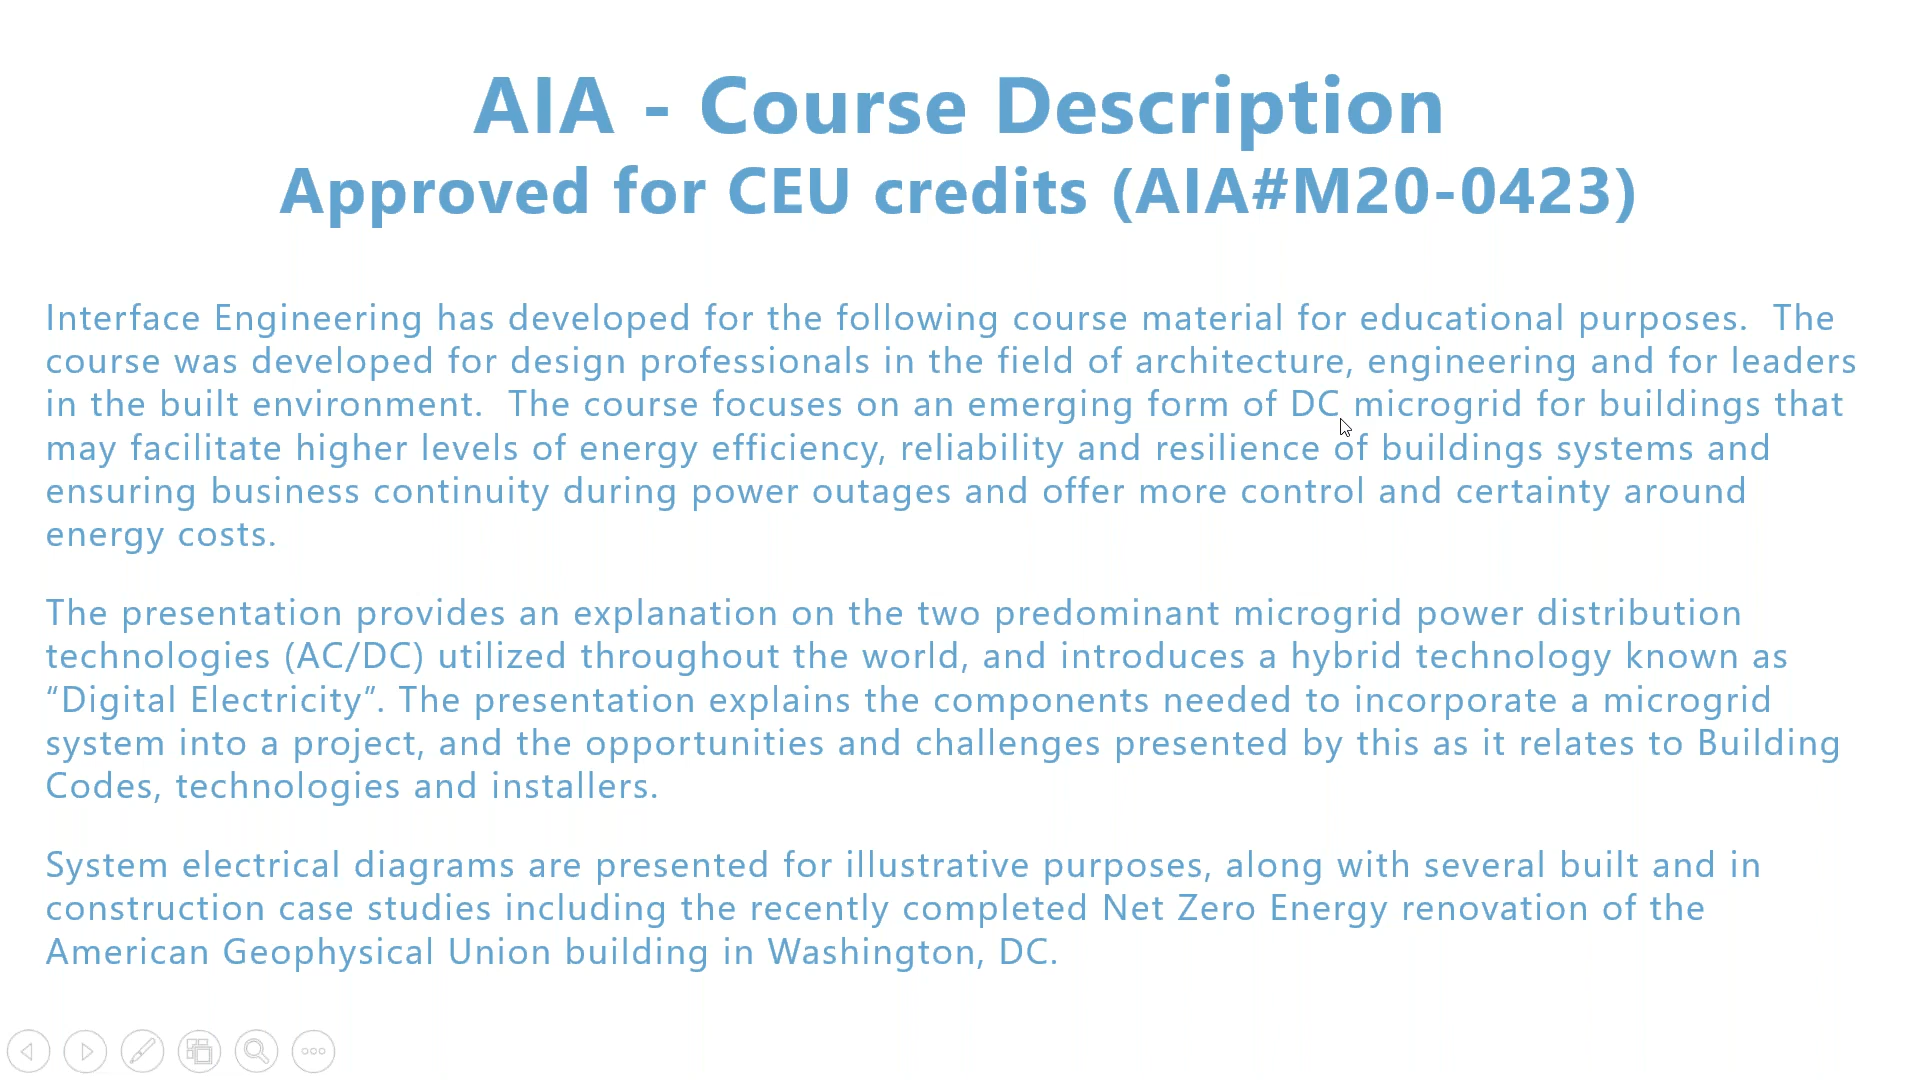 AIA - Course Description
Approved for CEU credits (AIA#M20-0423)
Interface Engineering has developed for the following course material for educational purposes.  The
course was developed for design professionals in the field of architecture, engineering and for leaders
in the built environment.  The course focuses on an emerging form of DC microgrid for buildings that
may facilitate higher levels of energy efficiency, reliability and resilience of buildings systems and
ensuring business continuity during power outages and offer more control and certainty around
energy costs.
The presentation provides an explanation on the two predominant microgrid power distribution
technologies (AC/DC) utilized throughout the world, and introduces a hybrid technology known as
“Digital Electricity”. The presentation explains the components needed to incorporate a microgrid
system into a project, and the opportunities and challenges presented by this as it relates to Building
Codes, technologies and installers.
System electrical diagrams are presented for illustrative purposes, along with several built and in
construction case studies including the recently completed Net Zero Energy renovation of the
American Geophysical Union building in Washington, DC.